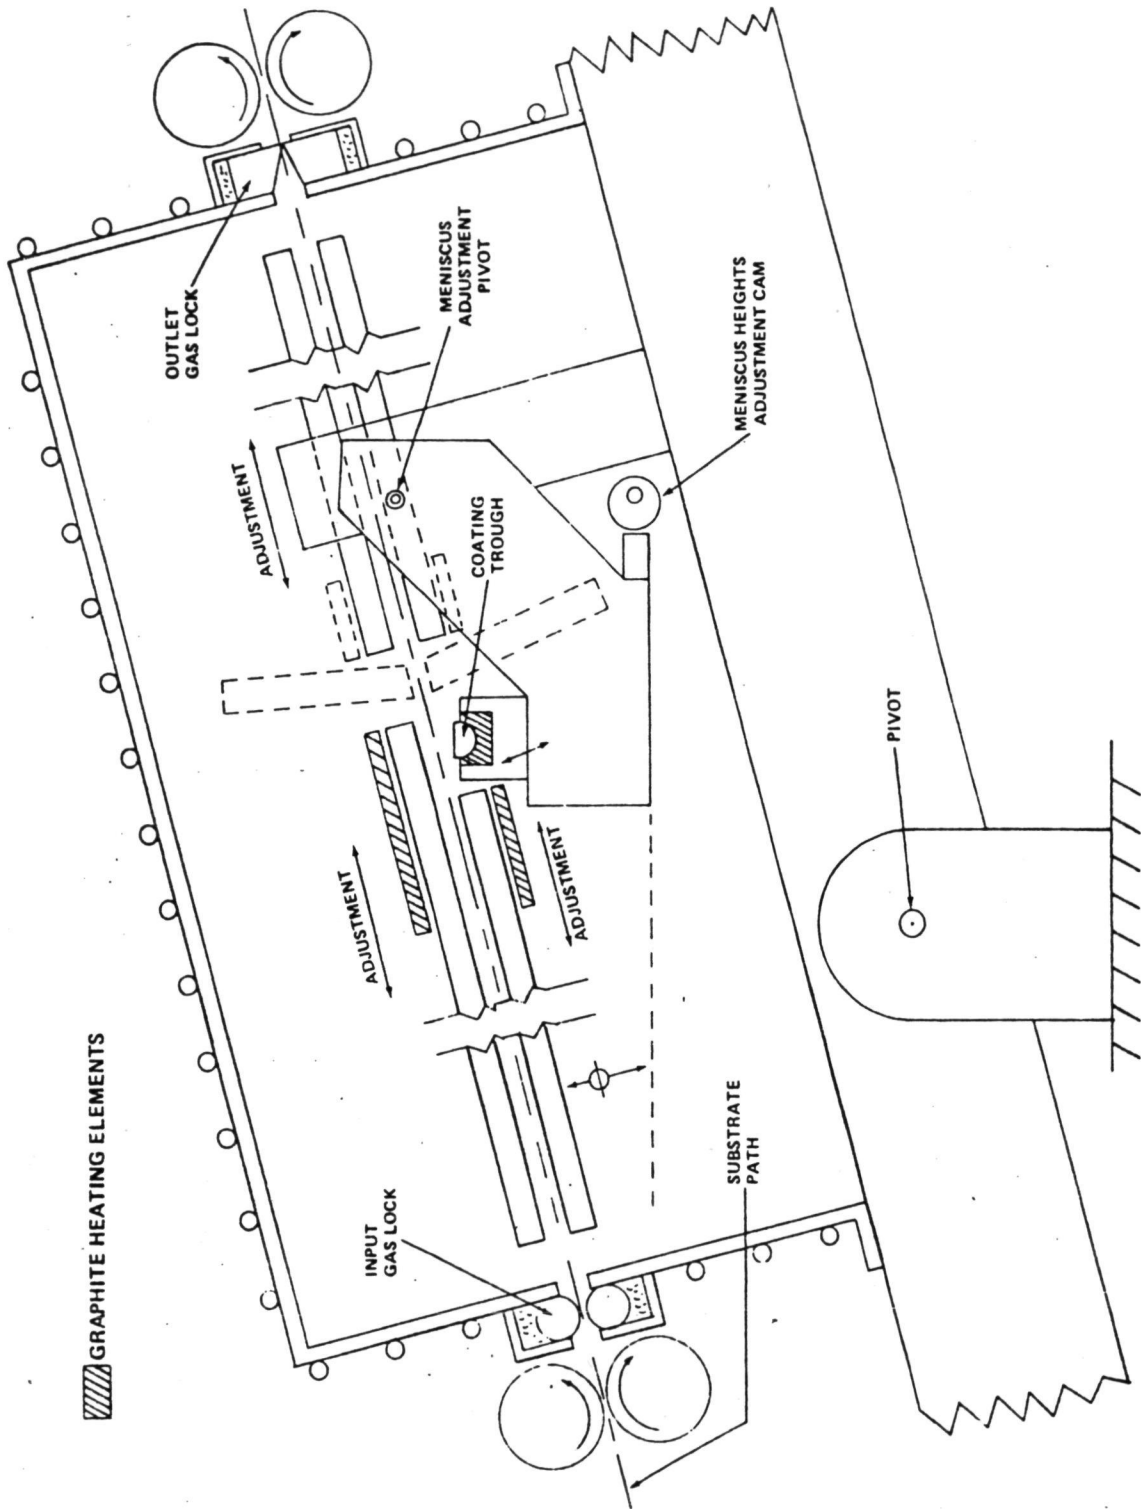 GRAPHITE HEATING ELEMENTS
OUTLET
GAS LOCK
ADJUSTMENT
MENISCUS
ADJUSTMENT
PIVOT
COATING
TROUGH
MENISCUS HEIGHTS
ADJUSTMENT CAM
ADJUSTMENT
ADJUSTMENT
PIVOT
INPUT
GAS LOCK
SUBSTRATE
PATH